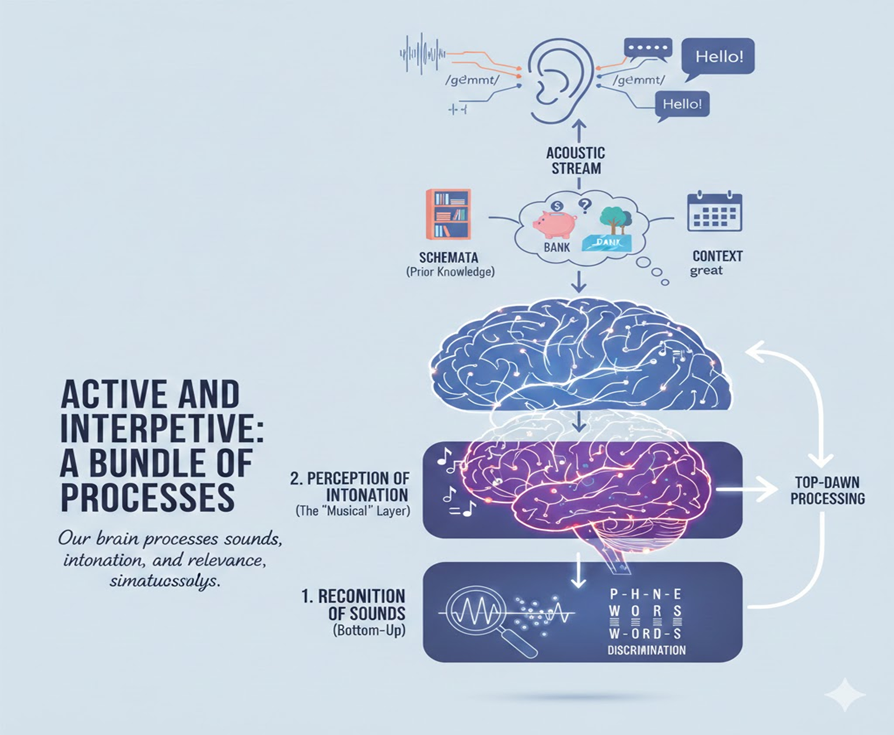 /gemmt/
/gemmt/
Hello!
Hello!
ACOUSTIC
STREAM
$ ?
BANK
SCHEMATA
(Prior Knowledge)
CONTEXT
great
ACTIVE AND
INTERPETIVE:
A BUNDLE OF
PROCESSES
Our brain processes sounds,
intonation, and relevance,
simatucssolys.
2. PERCEPTION OF
INTONATION
(The "Musical" Layer)
TOP-DAWN
PROCESSING
1. RECONITION
OF SOUNDS
(Bottom-Up)
P-H-N-E
W O R S
W-ORD-S
DISCRIMINATION